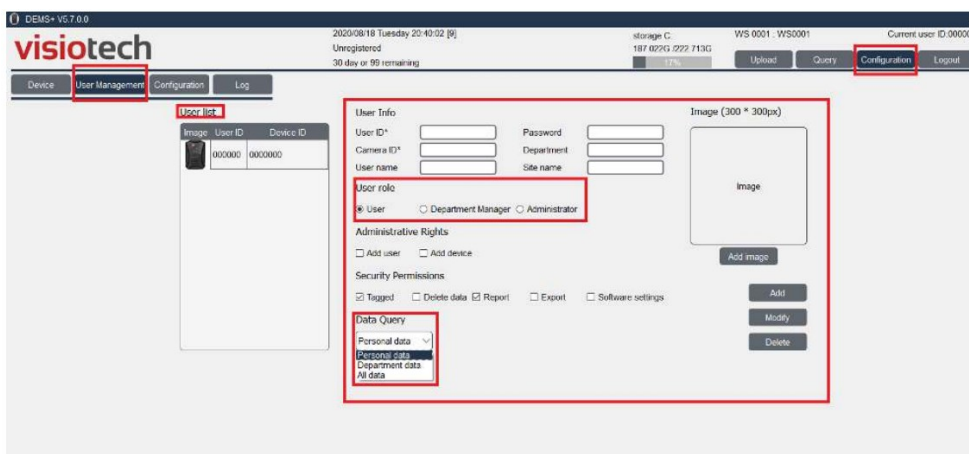 DEMS+ V5.7.0.0
visiotech
2020/08/18 Tuesday 20:40:02 [9]
Unregistered
30 day or 99 remaining
storage C
187 022G /222 713G
17%
WS 0001 : WS0001
Current user ID:00000
Upload Query Configuration Logout
Device User Management Configuration Log
User list
Image User ID Device ID
000000 0000000
User Info
User ID* Password
Camera ID* Department
User name Site name
User role
User Department Manager Administrator
Administrative Rights
Add user Add device
Security Permissions
Tagged Delete data Report Export Software settings
Data Query
Personal data
Personal data
Department data
All data
Image (300 * 300px)
Image
Add image
Add
Modify
Delete